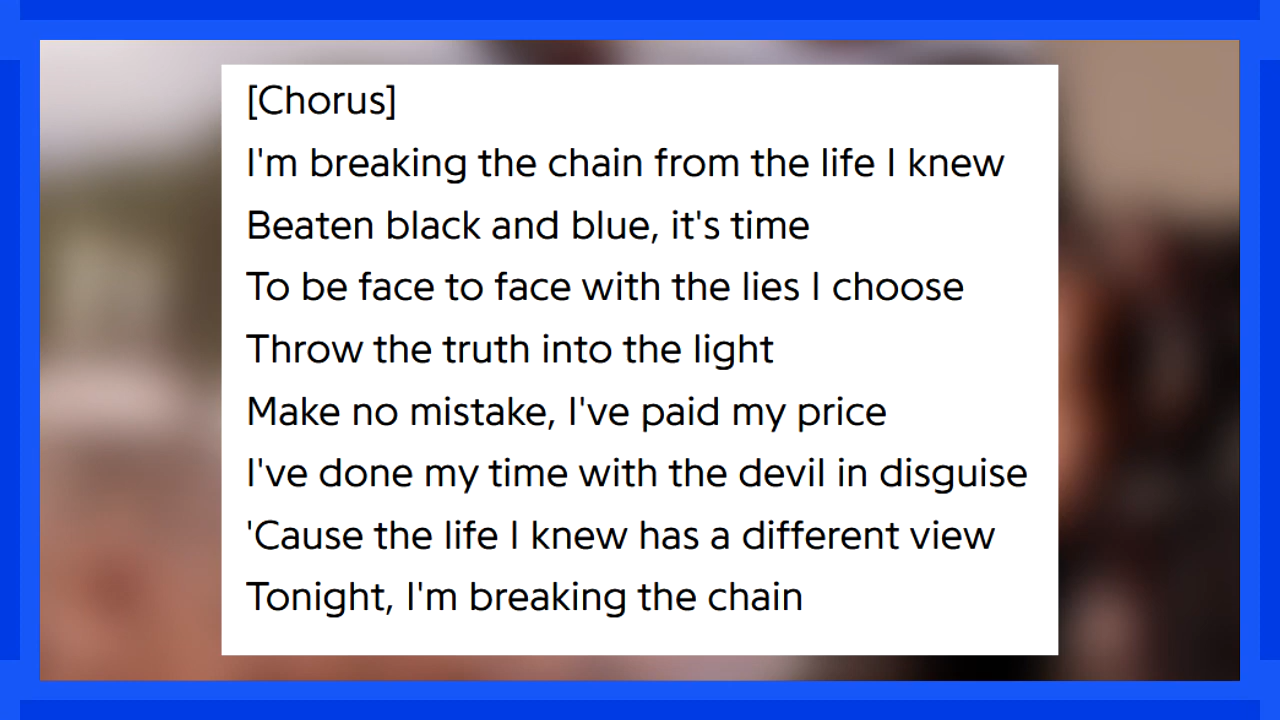 [Chorus]
I'm breaking the chain from the life I knew
Beaten black and blue, it's time
To be face to face with the lies I choose
Throw the truth into the light
Make no mistake, I've paid my price
I've done my time with the devil in disguise
'Cause the life I knew has a different view
Tonight, I'm breaking the chain